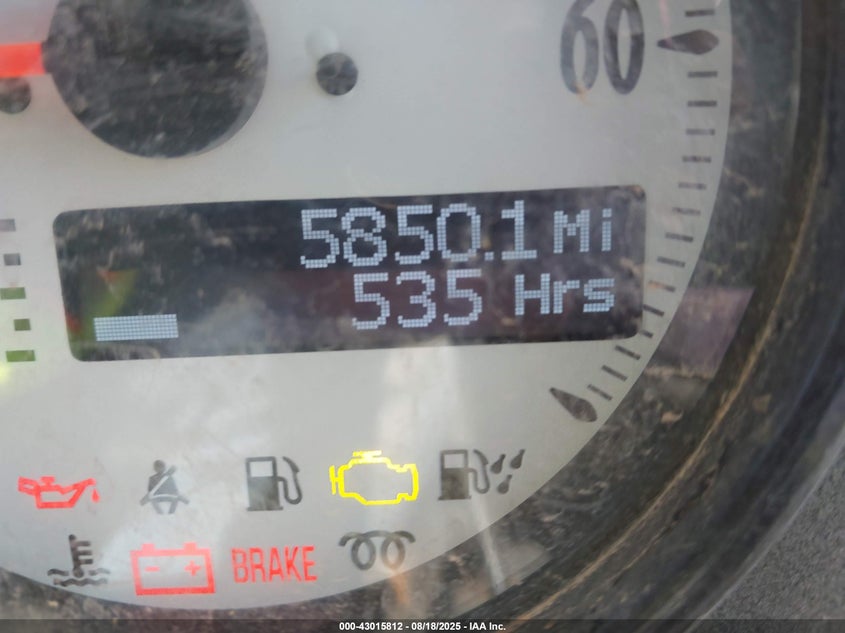 60
5850.1 Mi
535 Hrs
BRAKE
000-43015812 - 08/18/2025 - IAA Inc.